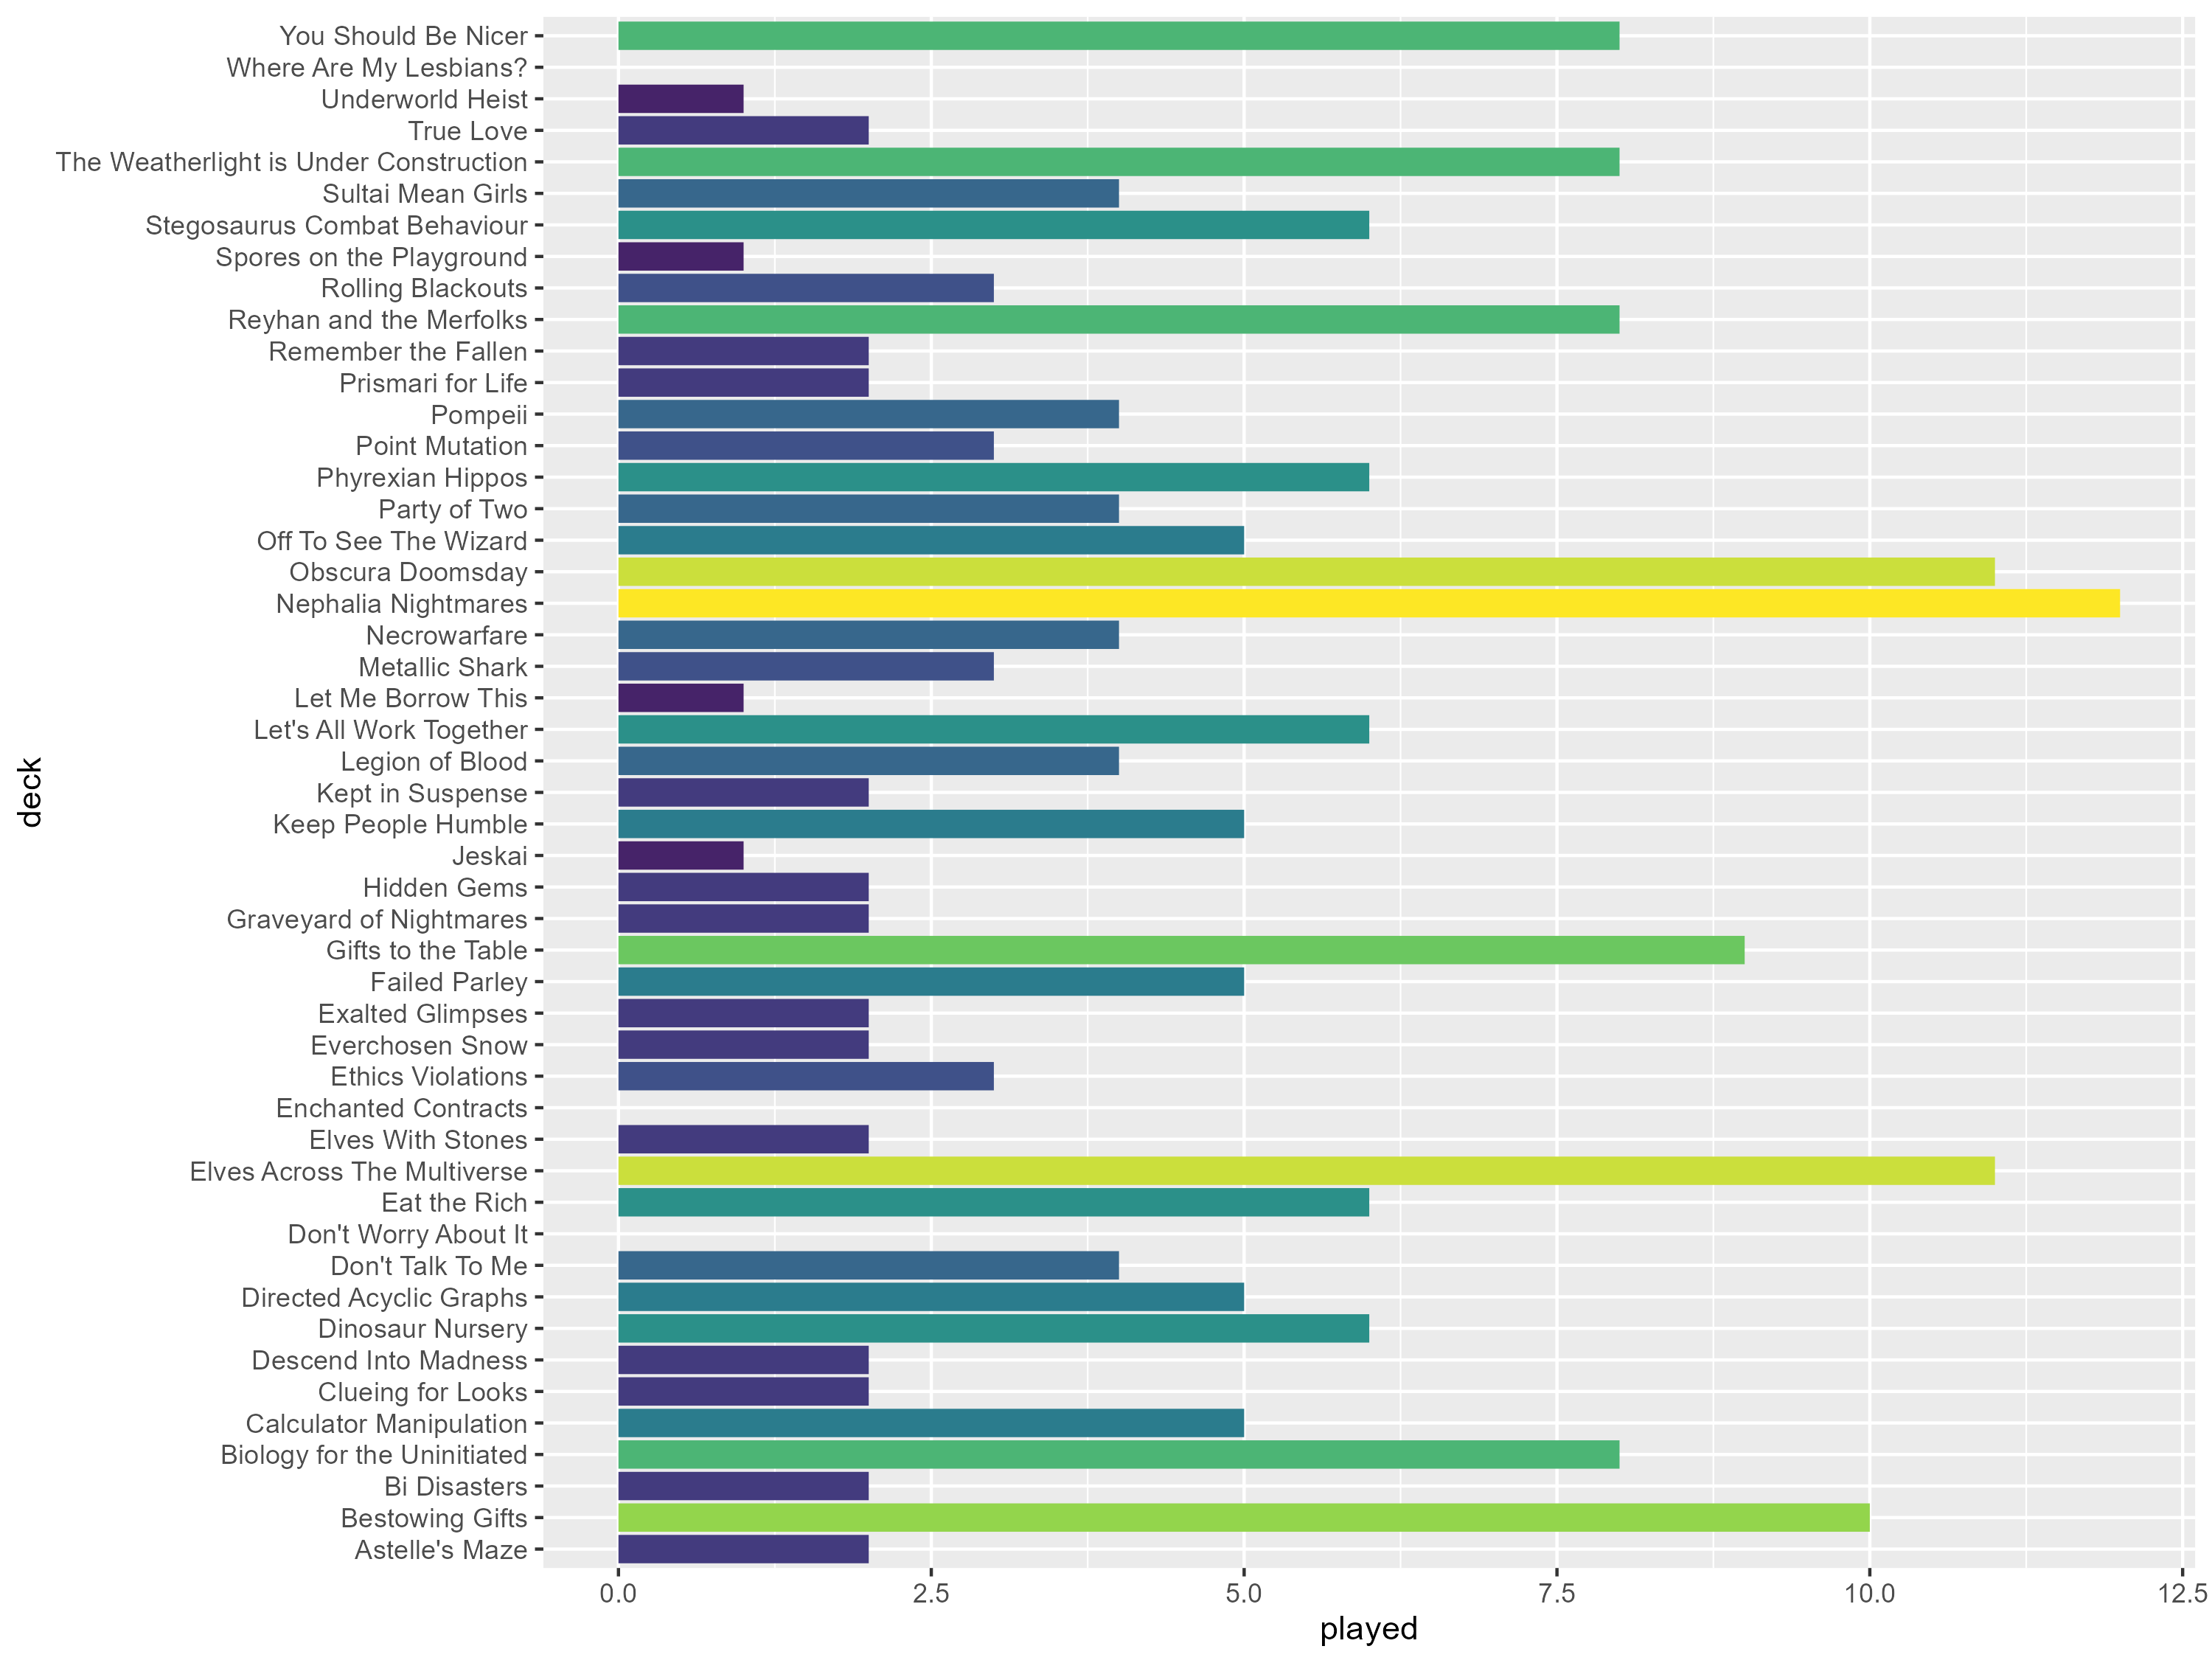 You Should Be Nicer
Where Are My Lesbians?
Underworld Heist
True Love
The Weatherlight is Under Construction
Sultai Mean Girls
Stegosaurus Combat Behaviour
Spores on the Playground
Rolling Blackouts
Reyhan and the Merfolks
Remember the Fallen
Prismari for Life
Pompeii
Point Mutation
Phyrexian Hippos
Party of Two
Off To See The Wizard
Obscura Doomsday
Nephalia Nightmares
Necrowarfare
Metallic Shark
Let Me Borrow This
Let's All Work Together
Legion of Blood
Kept in Suspense
Keep People Humble
Jeskai
Hidden Gems
Graveyard of Nightmares
Gifts to the Table
Failed Parley
Exalted Glimpses
Everchosen Snow
Ethics Violations
Enchanted Contracts
Elves With Stones
Elves Across The Multiverse
Eat the Rich
Don't Worry About It
Don't Talk To Me
Directed Acyclic Graphs
Dinosaur Nursery
Descend Into Madness
Clueing for Looks
Calculator Manipulation
Biology for the Uninitiated
Bi Disasters
Bestowing Gifts
Astelle's Maze
deck
0.0 2.5 5.0 7.5 10.0 12.5
played